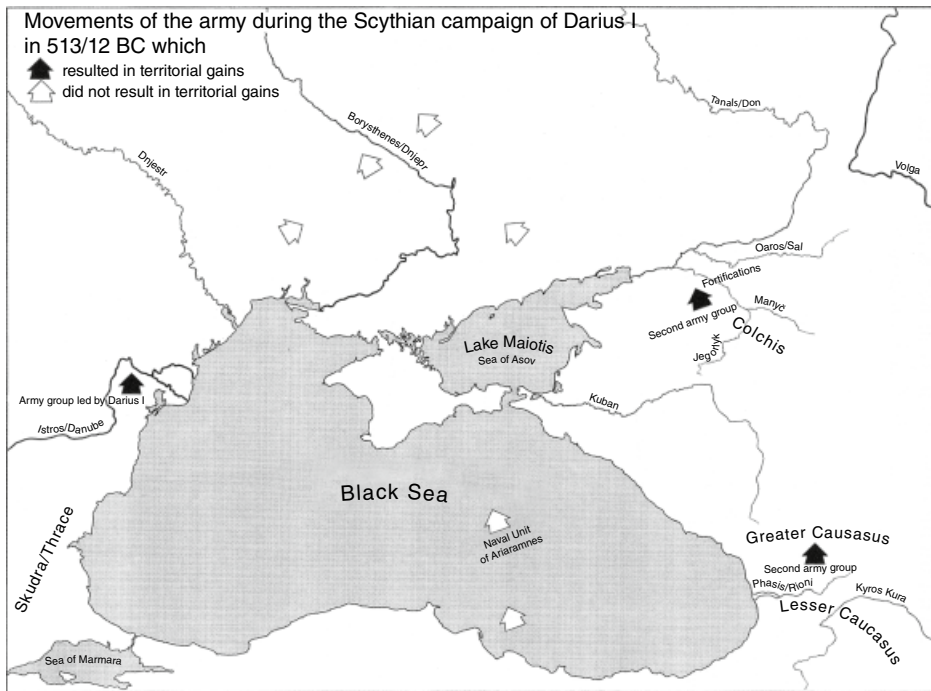 Movements of the army during the Scythian campaign of Darius I
in 513/12 BC which
resulted in territorial gains
did not result in territorial gains
Tanals/Don
Borysthenes/Dnjepr
Dnjestr
Volga
Oaros/Sal
Fortifications
Manyč
Second army group
Colchis
Lake Maiotis
Sea of Asov
Jegorlyk
Army group led by Darius I
Kuban
Istros/Danube
Black Sea
Naval Unit
of Ariaramnes
Skudra/Thrace
Greater Causasus
Second army group
Phasis/Rioni
Kyros Kura
Lesser Caucasus
Sea of Marmara